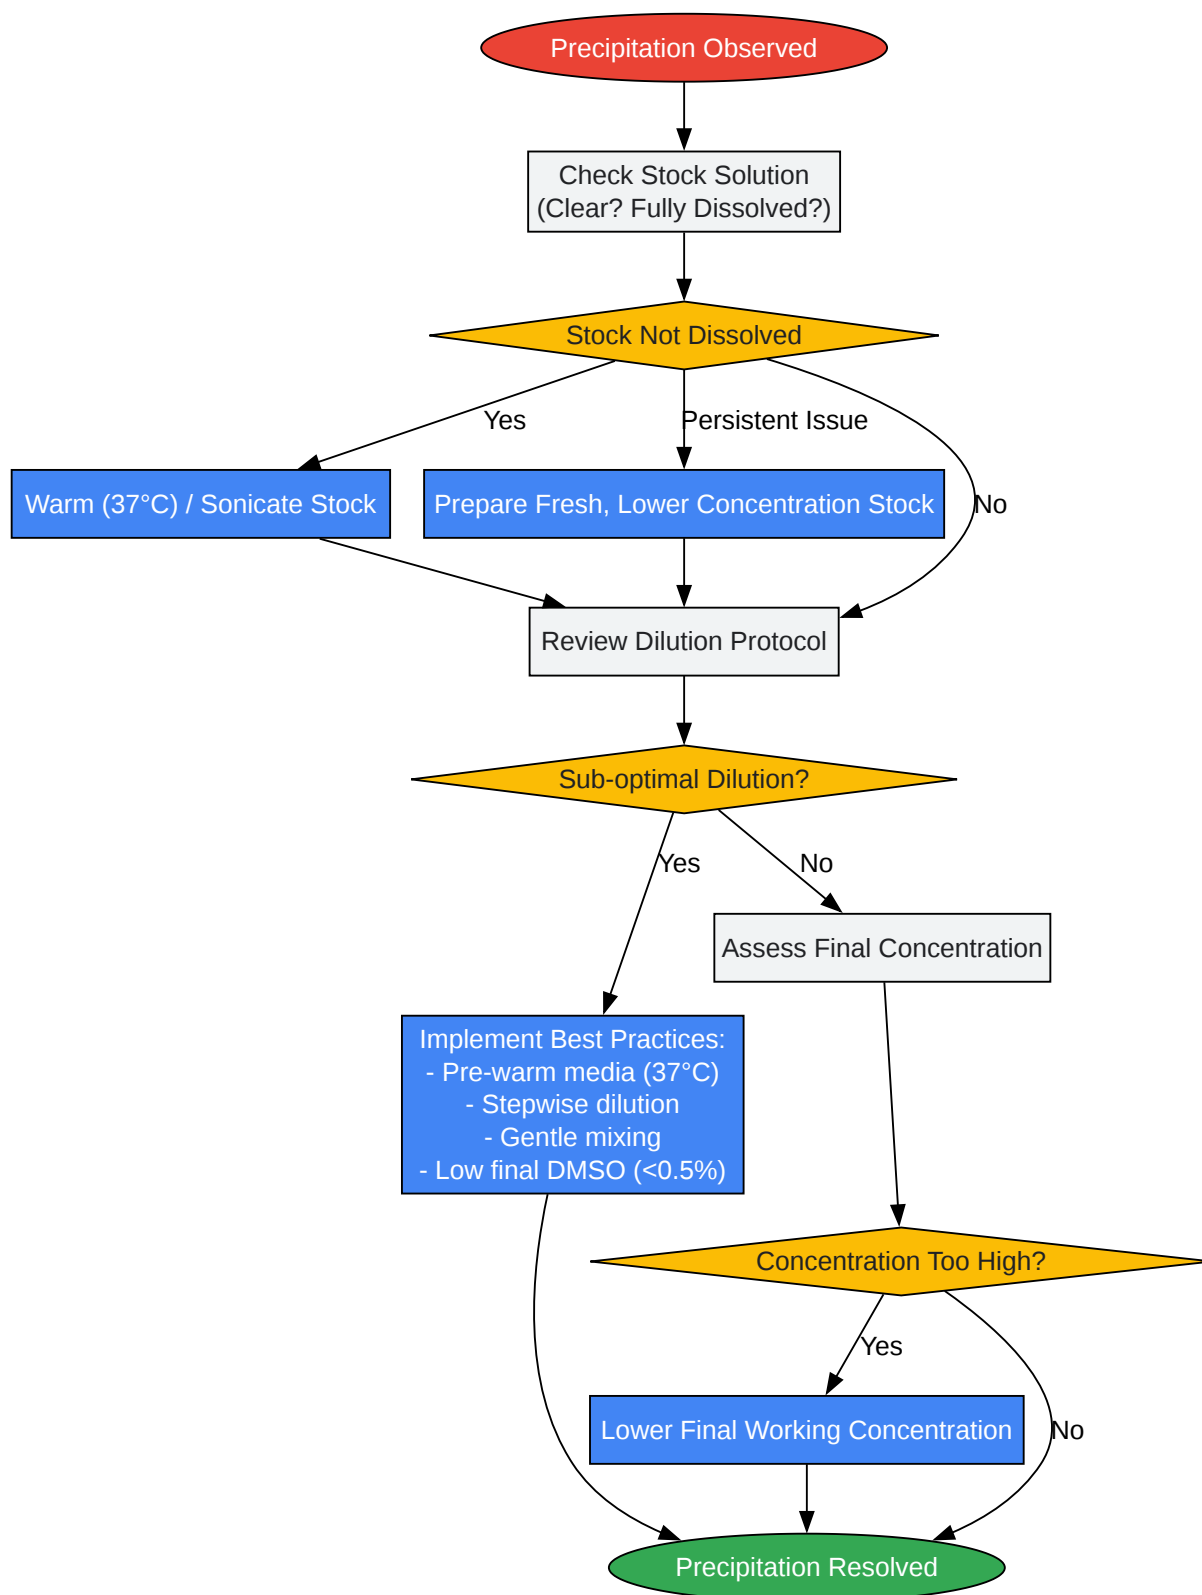 Precipitation Observed
Check Stock Solution
(Clear? Fully Dissolved?)
Stock Not Dissolved
Yes
Persistent Issue
No
Warm (37°C) / Sonicate Stock
Prepare Fresh, Lower Concentration Stock
Review Dilution Protocol
Sub-optimal Dilution?
Yes
No
Assess Final Concentration
Implement Best Practices:
- Pre-warm media (37°C)
- Stepwise dilution
- Gentle mixing
- Low final DMSO (<0.5%)
Concentration Too High?
Yes
No
Lower Final Working Concentration
Precipitation Resolved